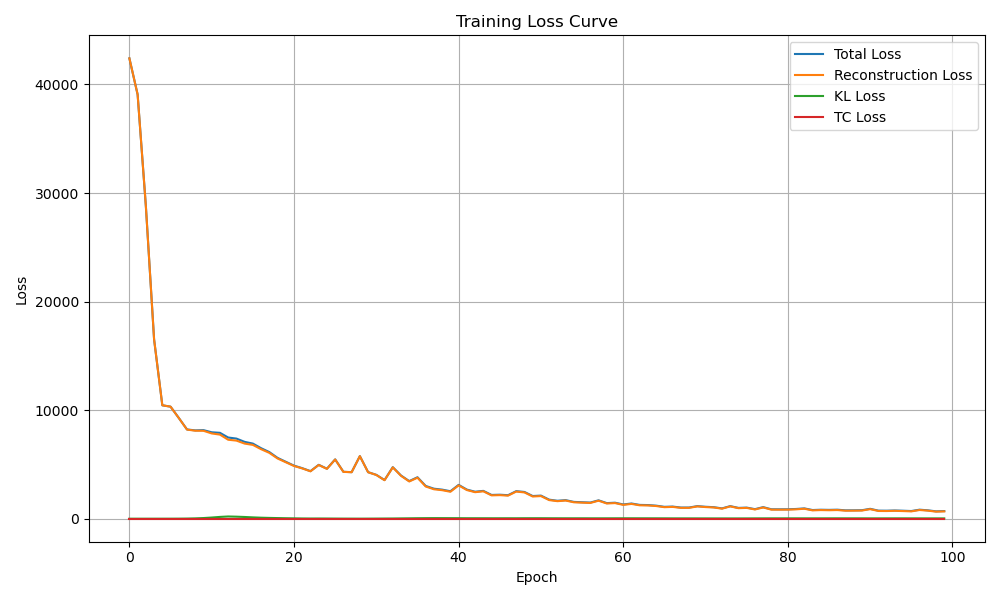 Training Loss Curve
Total Loss
Reconstruction Loss
KL Loss
TC Loss
Loss
40000
30000
20000
10000
0
0 20 40 60 80 100
Epoch